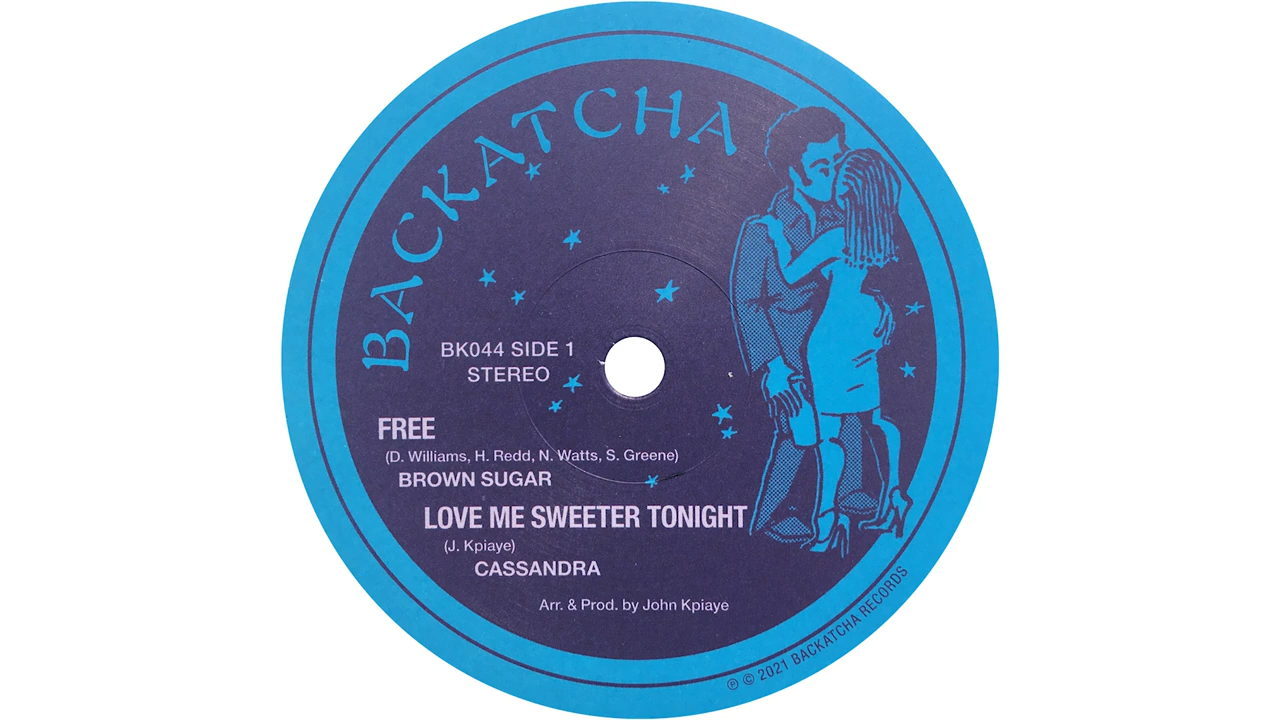 BACKATCHA
BK044 SIDE 1
STEREO
FREE
(D. Williams, H. Redd, N. Watts, S. Greene)
BROWN SUGAR
LOVE ME SWEETER TONIGHT
(J. Kpiaye)
CASSANDRA
Arr. & Prod. by John Kpiaye
℗ © 2021 BACKATCHA RECORDS